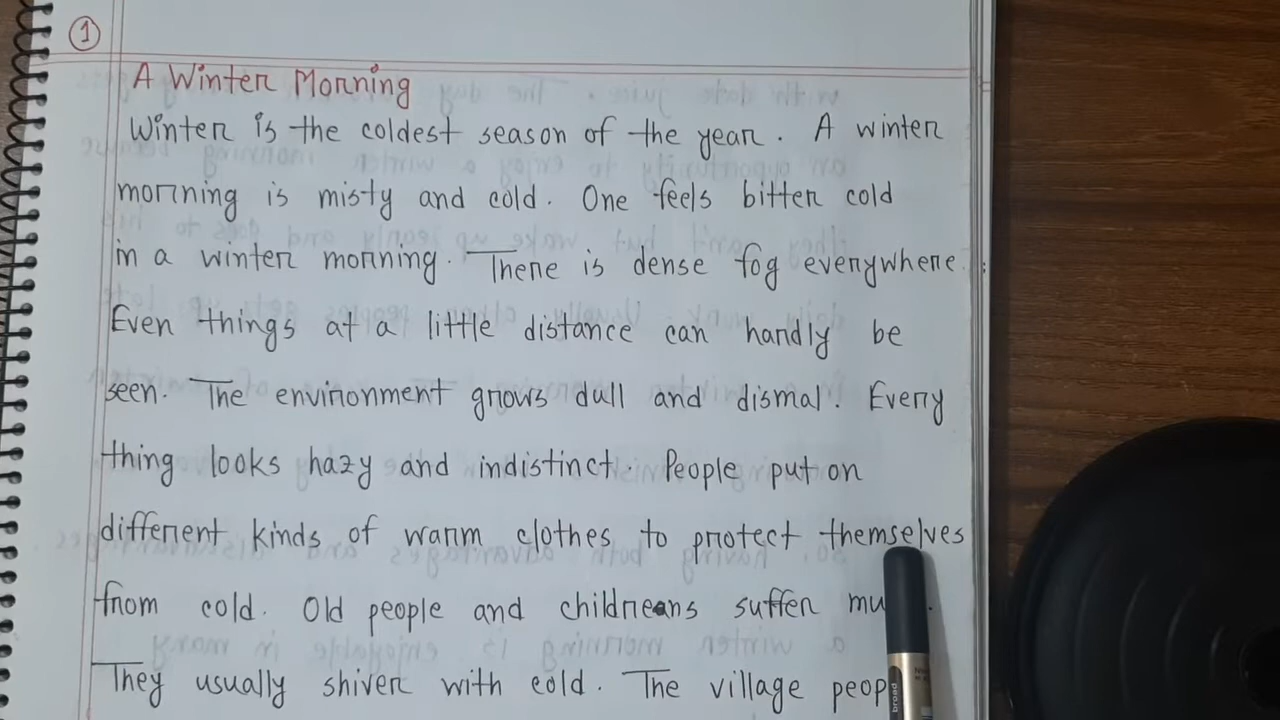 1
A Winter Morning
Winter is the coldest season of the year. A winter
morning is misty and cold. One feels bitter cold
in a winter morning. There is dense fog everywhere.
Even things at a little distance can hardly be
seen. The environment grows dull and dismal. Every
thing looks hazy and indistinct. People put on
different kinds of warm clothes to protect themselves
from cold. Old people and childreans suffer
They usually shiver with cold. The village
broad